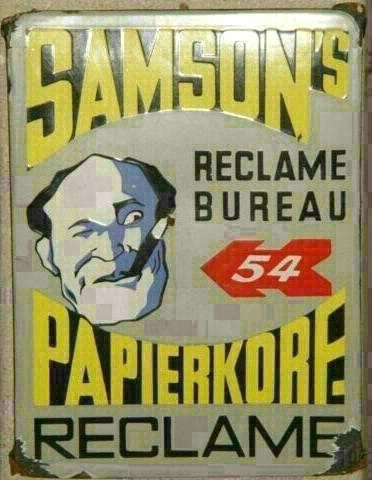 SAMSON'S
RECLAME
BUREAU
54
PAPIERKORF
RECLAME